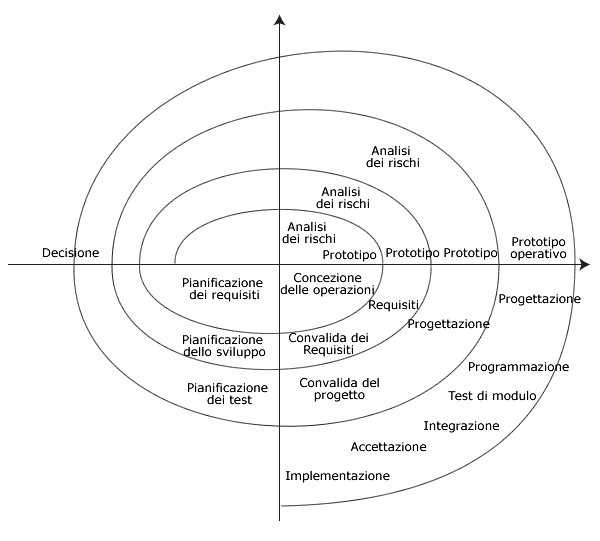 Analisi
dei rischi
Analisi
dei rischi
Analisi
dei rischi
Decisione
Prototipo
Prototipo
Prototipo
Prototipo
operativo
Pianificazione
dei requisiti
Concezione
delle operazioni
Requisiti
Progettazione
Progettazione
Pianificazione
dello sviluppo
Convalida dei
Requisiti
Programmazione
Pianificazione
dei test
Convalida del
progetto
Test di modulo
Integrazione
Accettazione
Implementazione